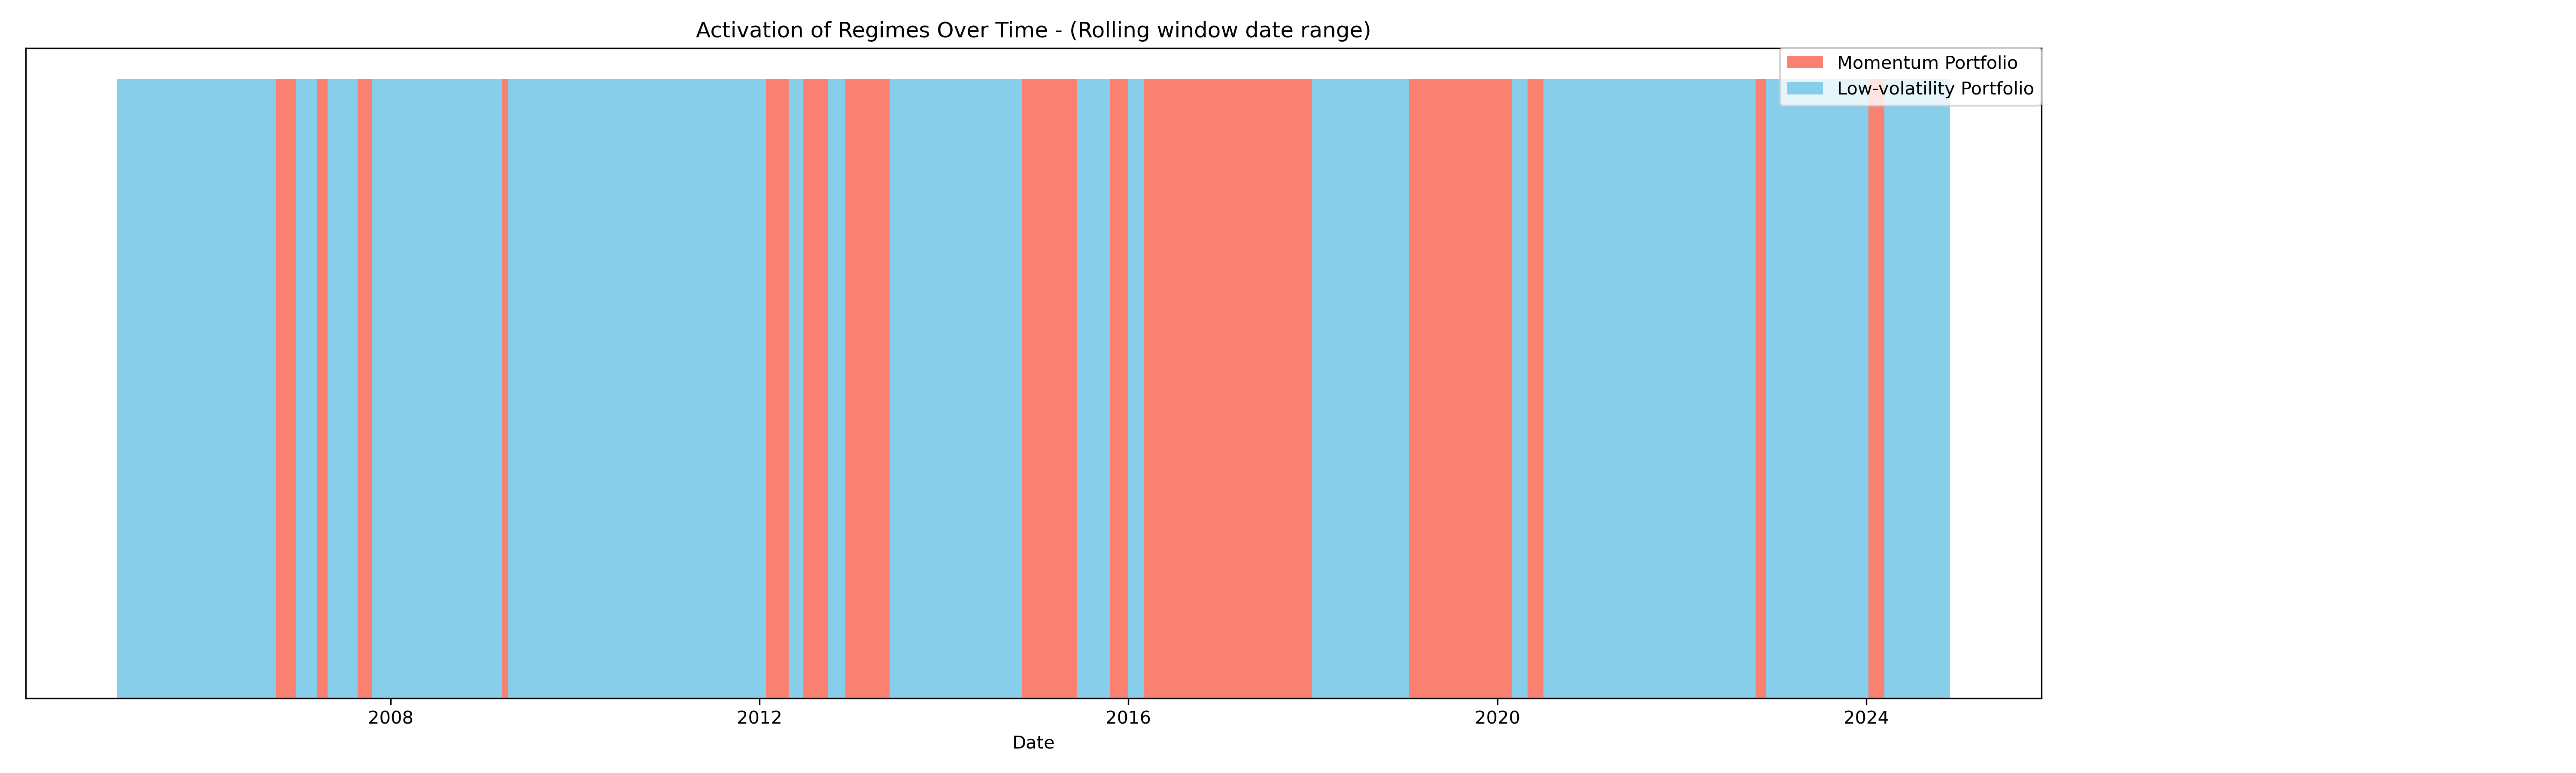 Activation of Regimes Over Time - (Rolling window date range)
Momentum Portfolio
Low-volatility Portfolio
2008 2012 2016 2020 2024
Date